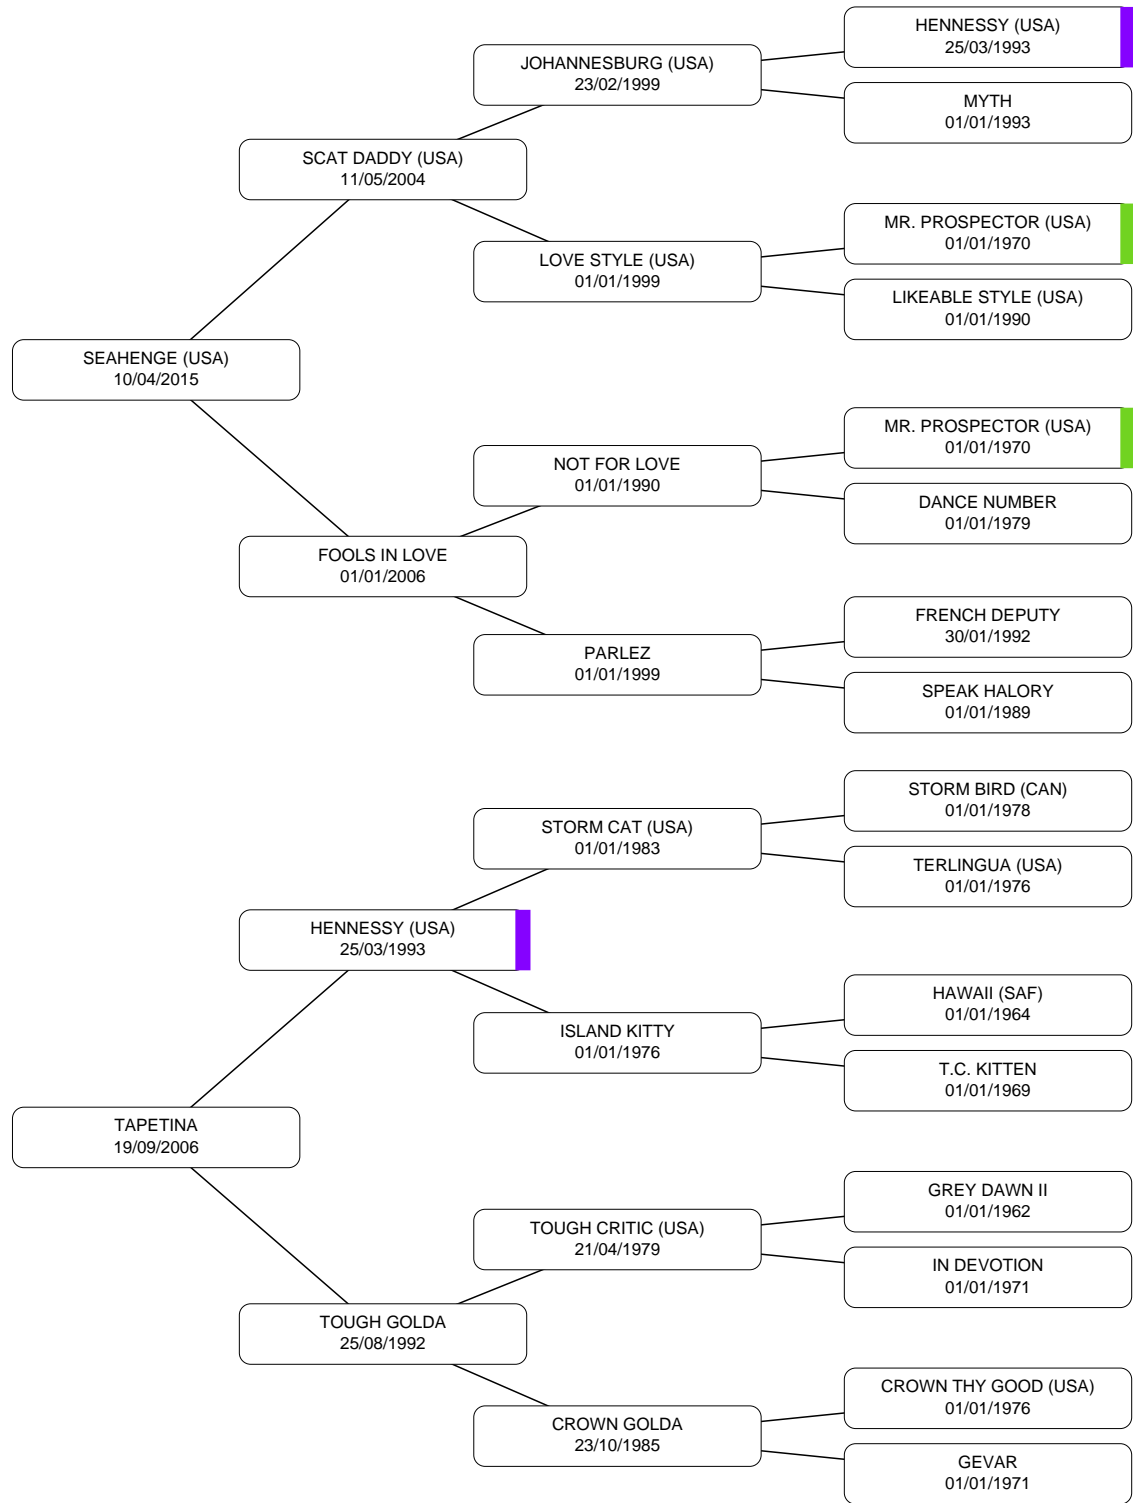 HENNESSY (USA)
25/03/1993
JOHANNESBURG (USA)
23/02/1999
MYTH
01/01/1993
SCAT DADDY (USA)
11/05/2004
MR. PROSPECTOR (USA)
01/01/1970
LOVE STYLE (USA)
01/01/1999
LIKEABLE STYLE (USA)
01/01/1990
SEAHENGE (USA)
10/04/2015
MR. PROSPECTOR (USA)
01/01/1970
NOT FOR LOVE
01/01/1990
DANCE NUMBER
01/01/1979
FOOLS IN LOVE
01/01/2006
FRENCH DEPUTY
30/01/1992
PARLEZ
01/01/1999
SPEAK HALORY
01/01/1989
STORM BIRD (CAN)
01/01/1978
STORM CAT (USA)
01/01/1983
TERLINGUA (USA)
01/01/1976
HENNESSY (USA)
25/03/1993
HAWAII (SAF)
01/01/1964
ISLAND KITTY
01/01/1976
T.C. KITTEN
01/01/1969
TAPETINA
19/09/2006
GREY DAWN II
01/01/1962
TOUGH CRITIC (USA)
21/04/1979
IN DEVOTION
01/01/1971
TOUGH GOLDA
25/08/1992
CROWN THY GOOD (USA)
01/01/1976
CROWN GOLDA
23/10/1985
GEVAR
01/01/1971